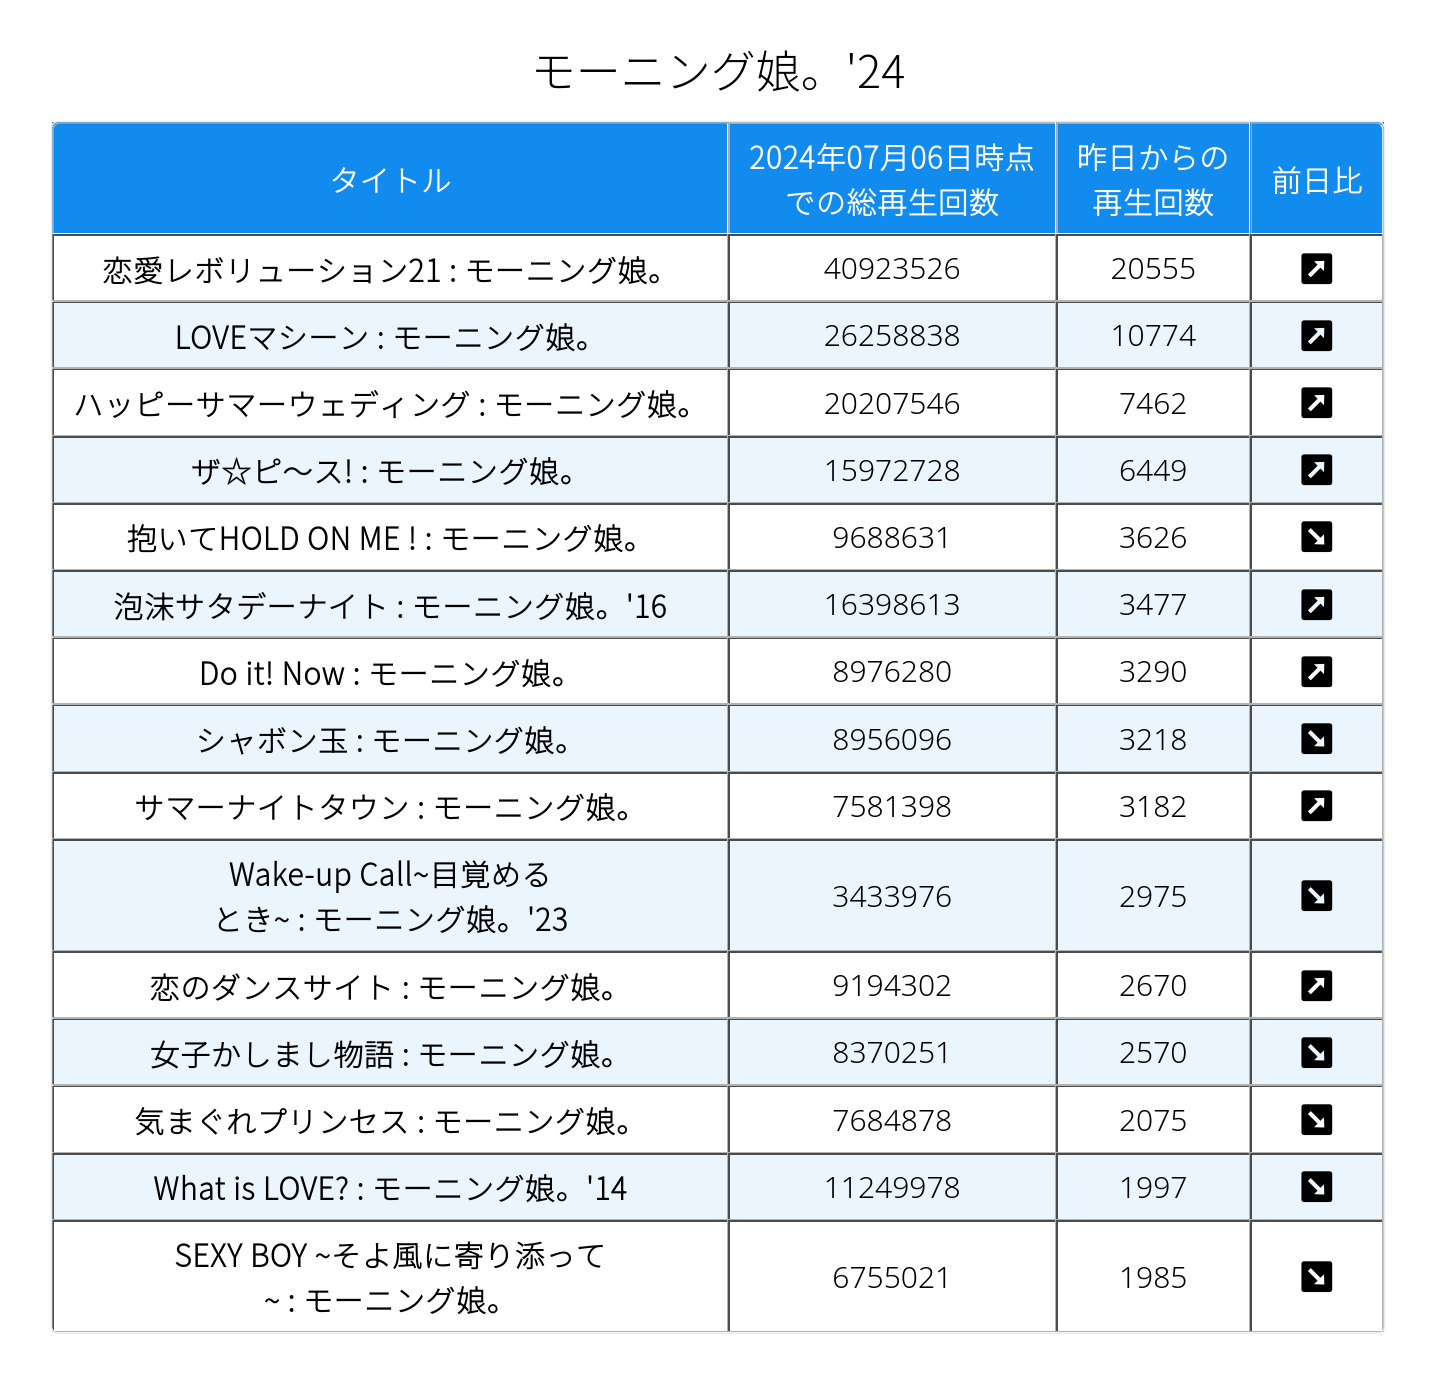 モーニング娘。'24
タイトル
2024年07月06日時点
での総再生回数
昨日からの
再生回数
前日比
恋愛レボリューション21 : モーニング娘。 40923526 20555
LOVEマシーン : モーニング娘。 26258838 10774
ハッピーサマーウェディング : モーニング娘。 20207546 7462
ザ☆ピ〜ス! : モーニング娘。 15972728 6449
抱いてHOLD ON ME ! : モーニング娘。 9688631 3626
泡沫サタデーナイト : モーニング娘。'16 16398613 3477
Do it! Now : モーニング娘。 8976280 3290
シャボン玉 : モーニング娘。 8956096 3218
サマーナイトタウン : モーニング娘。 7581398 3182
Wake-up Call~目覚める
とき~ : モーニング娘。'23
3433976 2975
恋のダンスサイト : モーニング娘。 9194302 2670
女子かしまし物語 : モーニング娘。 8370251 2570
気まぐれプリンセス : モーニング娘。 7684878 2075
What is LOVE? : モーニング娘。'14 11249978 1997
SEXY BOY ~そよ風に寄り添って
~ : モーニング娘。
6755021 1985